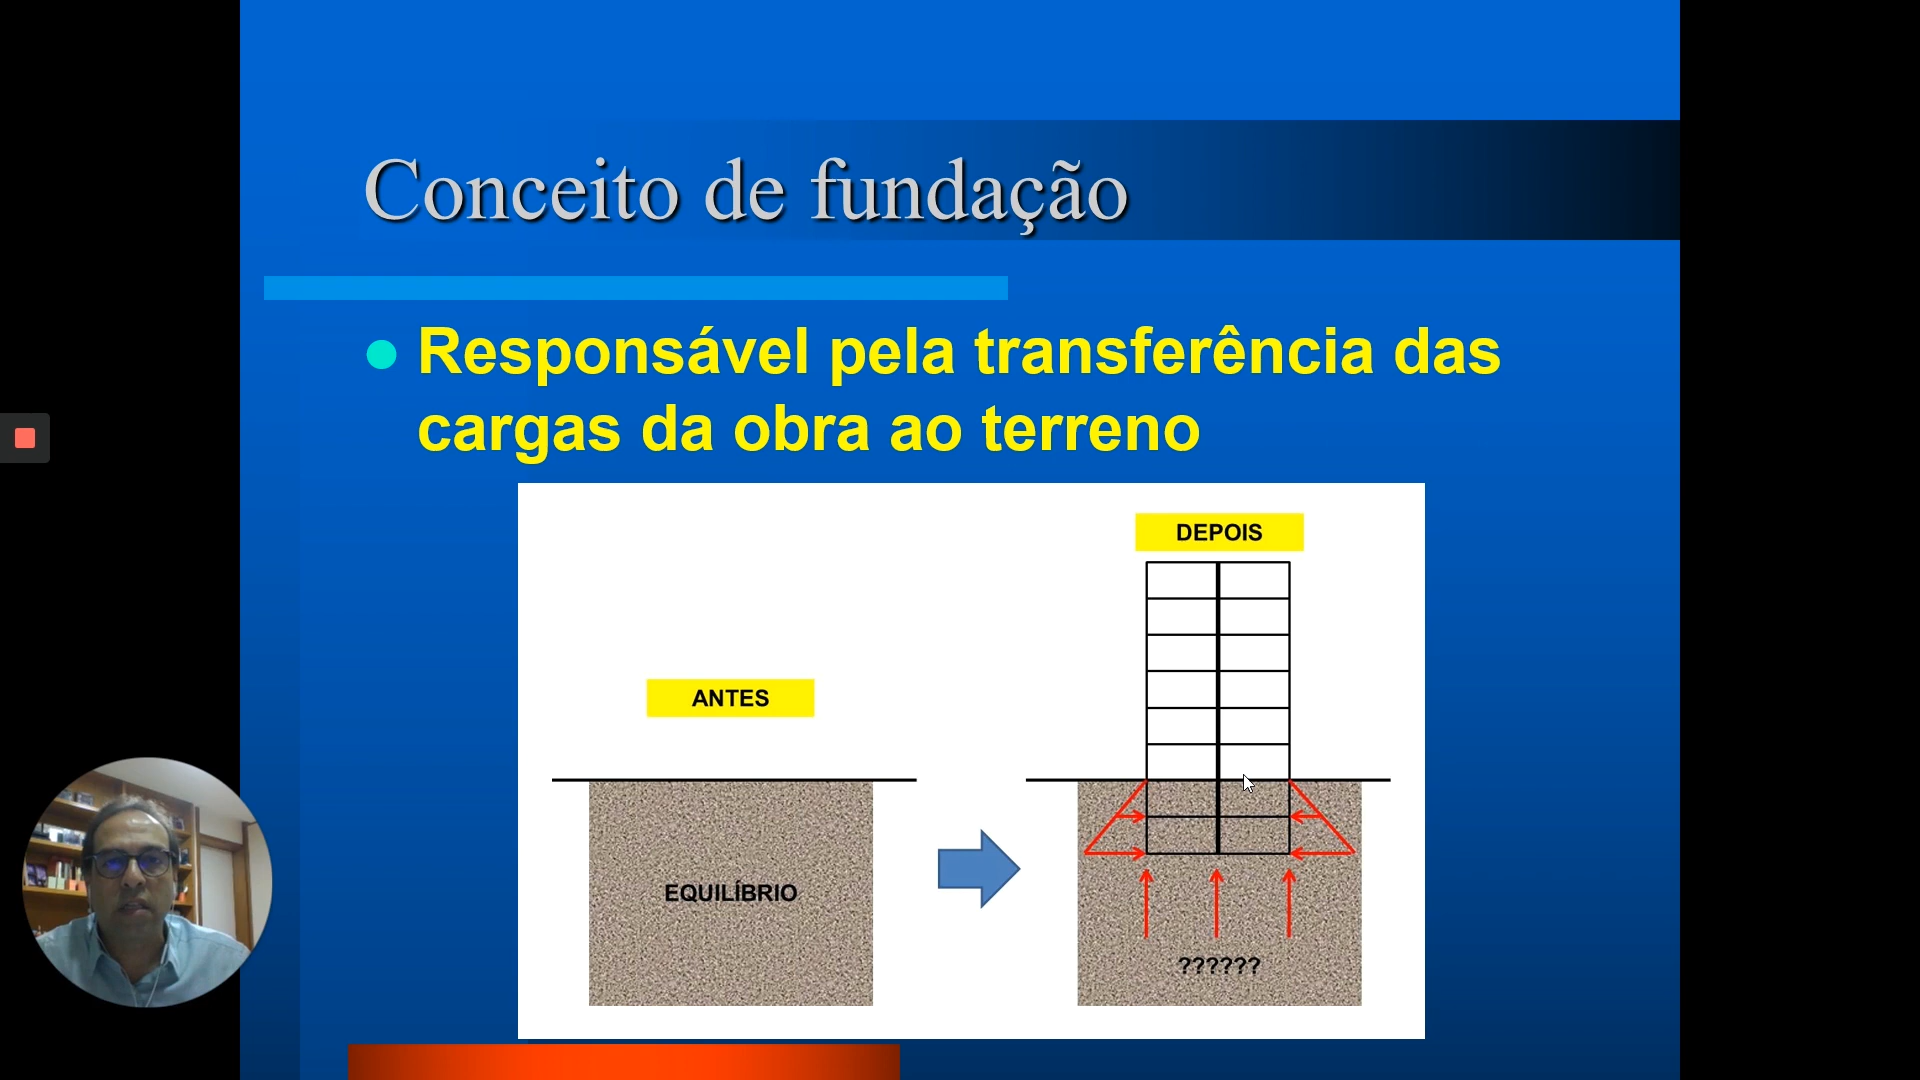 Conceito de fundação
Responsável pela transferência das
cargas da obra ao terreno
DEPOIS
ANTES
EQUILÍBRIO
??????